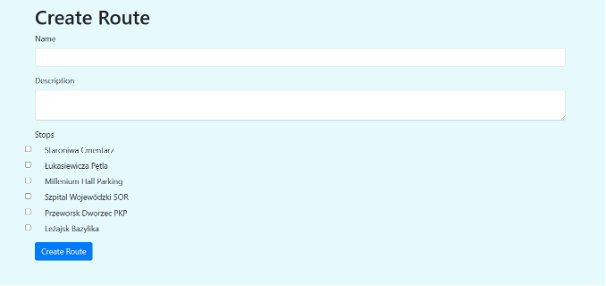 Create Route
Name
Description
Stops
Staroniwa Cmentarz
Łukasiewicza Pętla
Millenium Hall Parking
Szpital Wojewódzki SOR
Przeworsk Dworzec PKP
Leżajsk Bazylika
Create Route